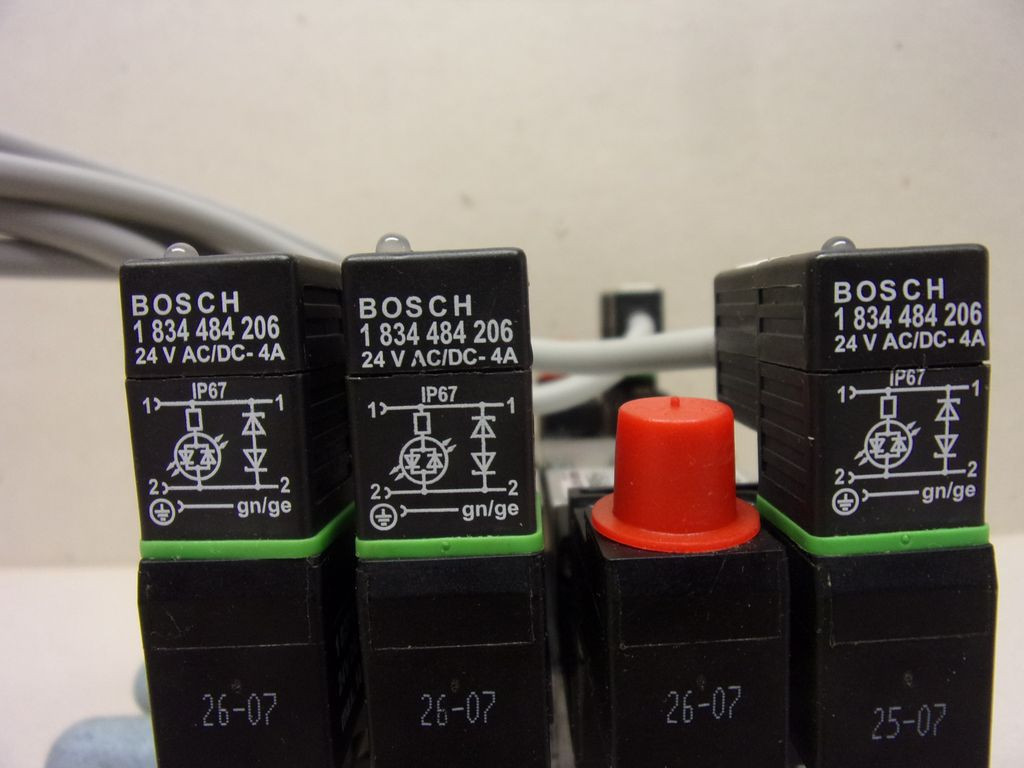 BOSCH
1 834 484 206
24 V AC/DC- 4A
IP67
1 1
2 2
gn/ge
26-07
BOSCH
1 834 484 206
24 V AC/DC- 4A
IP67
1 1
2 2
gn/ge
26-07
26-07
BOSCH
1 834 484 206
24 V AC/DC- 4A
IP67
1 1
2 2
gn/ge
25-07